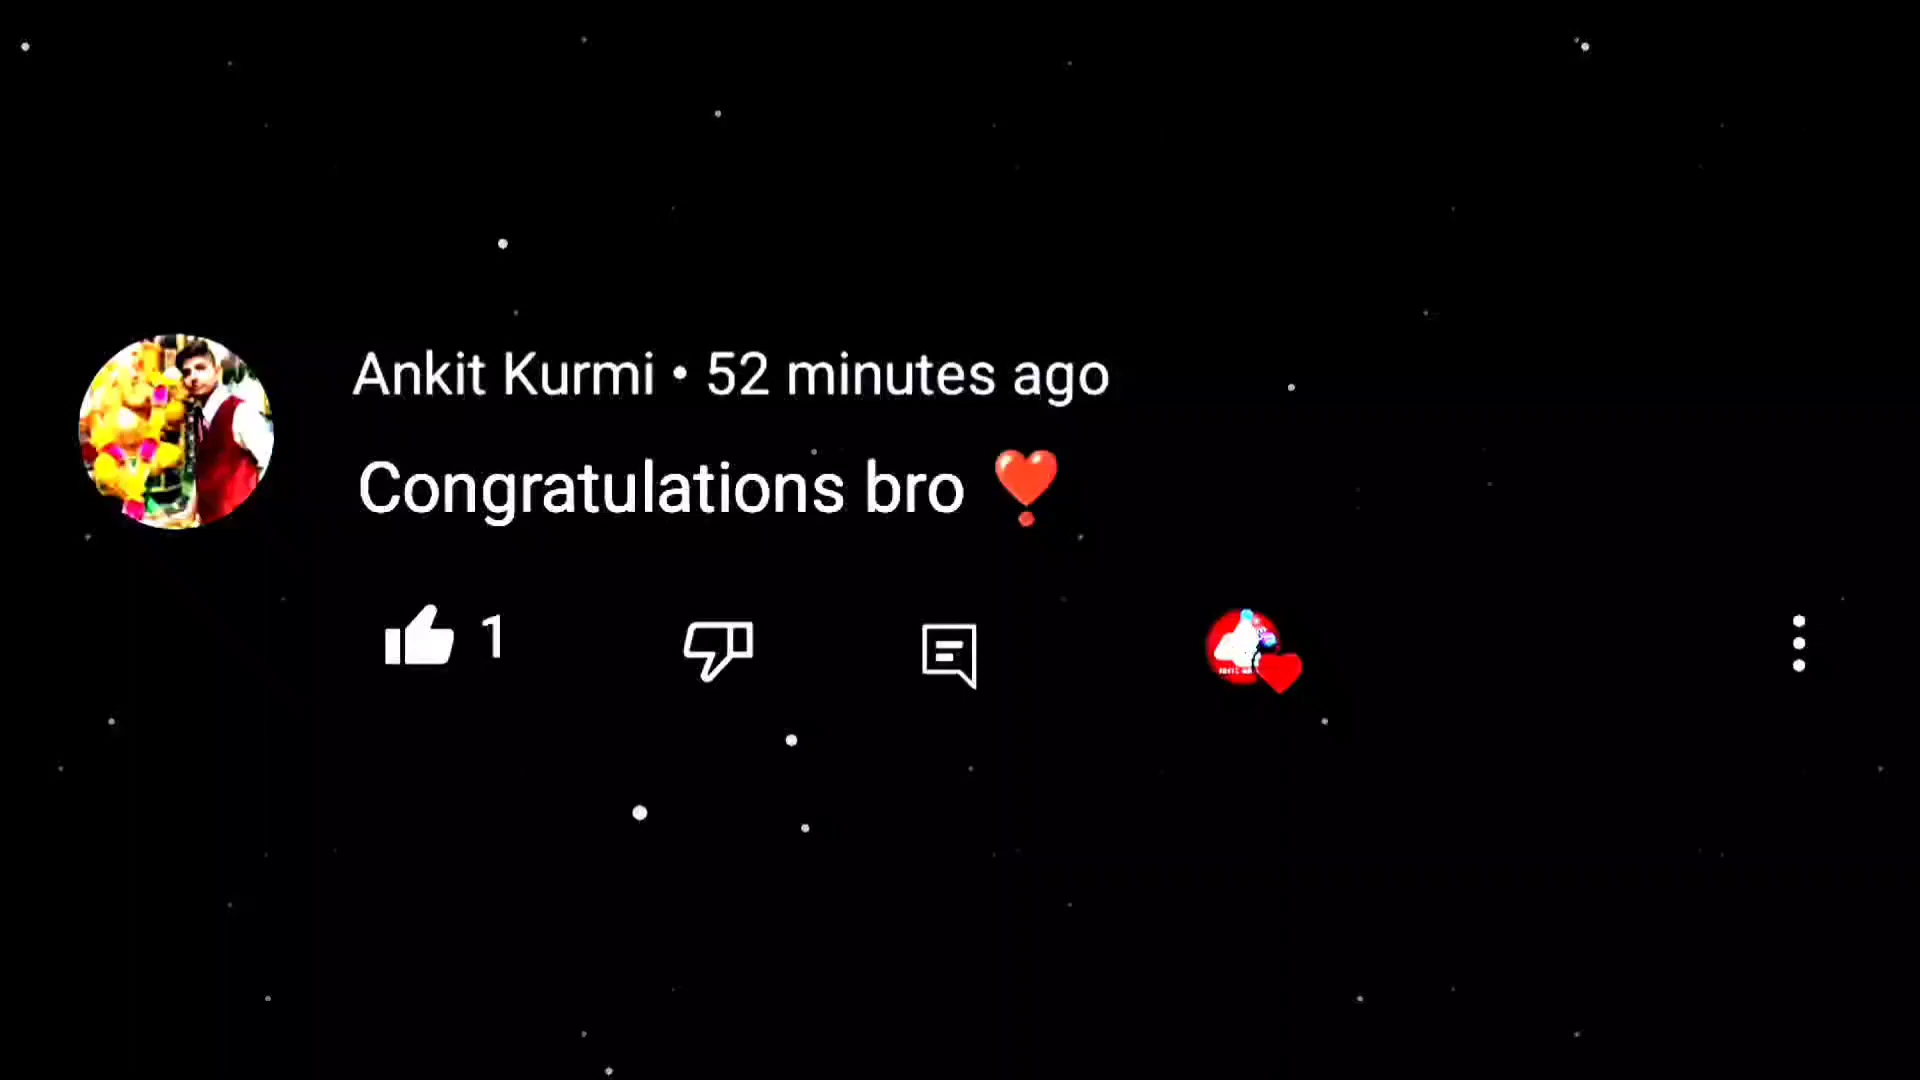 Ankit Kurmi • 52 minutes ago
Congratulations bro ❣️
1